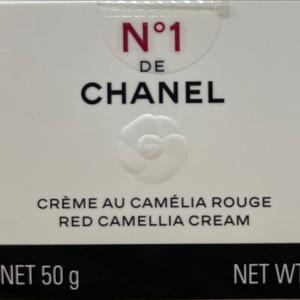 N°1
DE
CHANEL
CRÈME AU CAMÉLIA ROUGE
RED CAMELLIA CREAM
NET 50 g NET WT